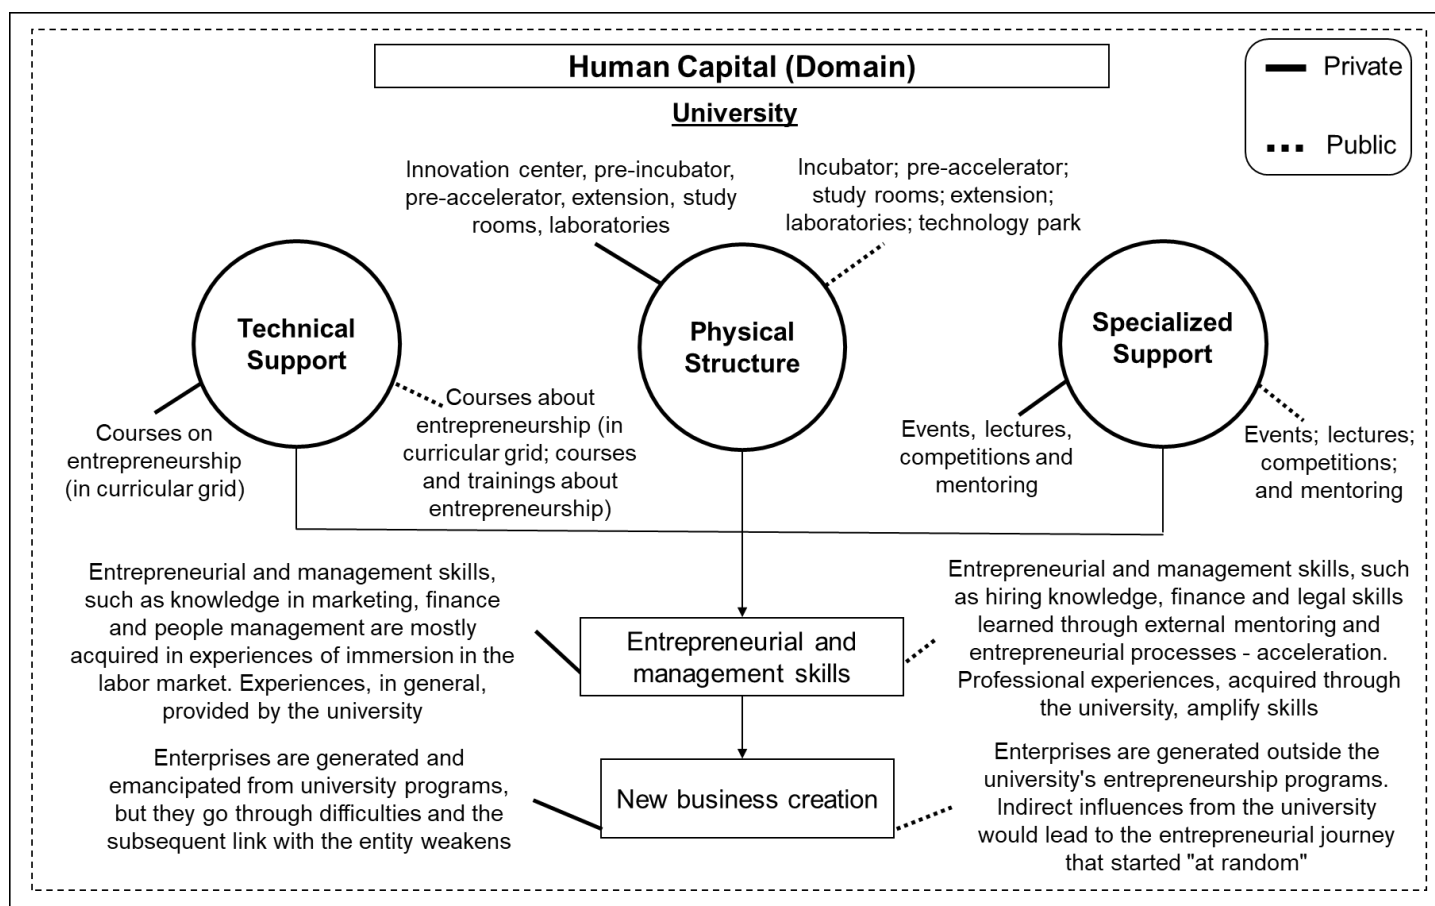 Human Capital (Domain)
University
Private
Public
Innovation center, pre-incubator,
pre-accelerator, extension, study
rooms, laboratories
Incubator; pre-accelerator;
study rooms; extension;
laboratories; technology park
Technical
Support
Physical
Structure
Specialized
Support
Courses on
entrepreneurship
(in curricular grid)
Courses about
entrepreneurship (in
curricular grid; courses
and trainings about
entrepreneurship)
Events, lectures,
competitions and
mentoring
Events; lectures;
competitions;
and mentoring
Entrepreneurial and management skills,
such as knowledge in marketing, finance
and people management are mostly
acquired in experiences of immersion in the
labor market. Experiences, in general,
provided by the university
Entrepreneurial and
management skills
Entrepreneurial and management skills, such
as hiring knowledge, finance and legal skills
learned through external mentoring and
entrepreneurial processes - acceleration.
Professional experiences, acquired through
the university, amplify skills
Enterprises are generated and
emancipated from university programs,
but they go through difficulties and the
subsequent link with the entity weakens
New business creation
Enterprises are generated outside the
university's entrepreneurship programs.
Indirect influences from the university
would lead to the entrepreneurial journey
that started "at random"